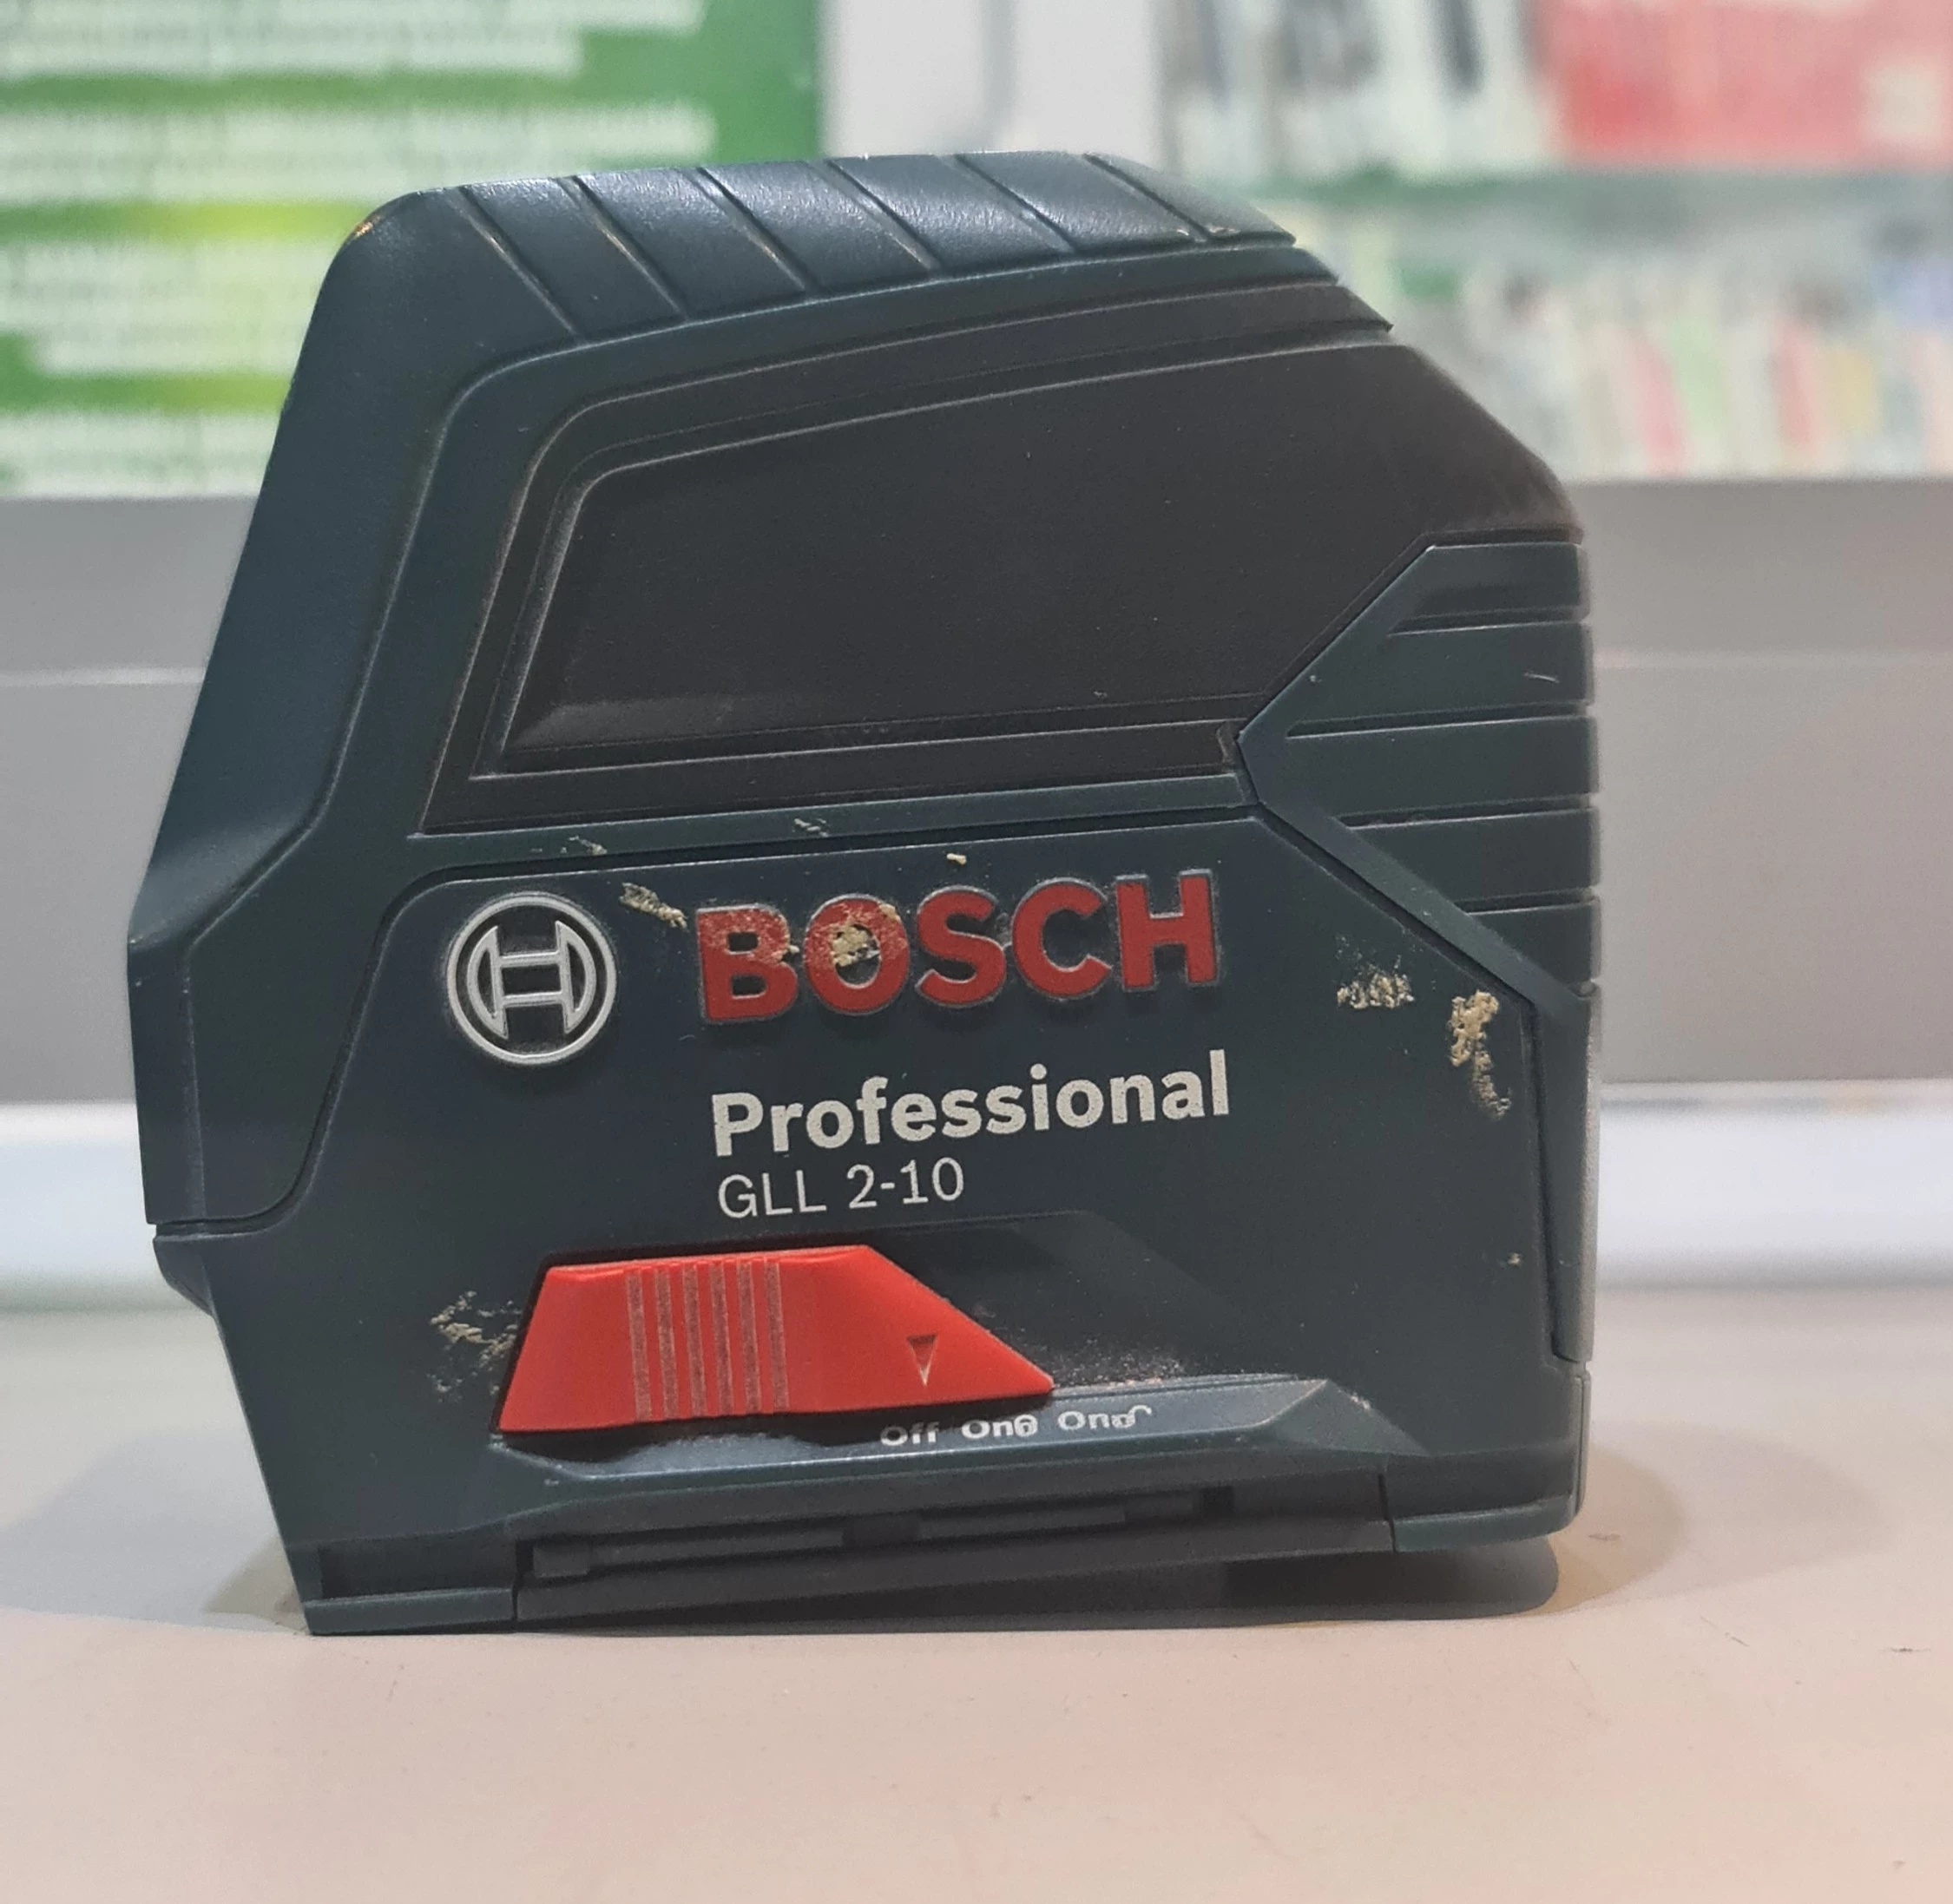 BOSCH
Professional
GLL 2-10
Off On On